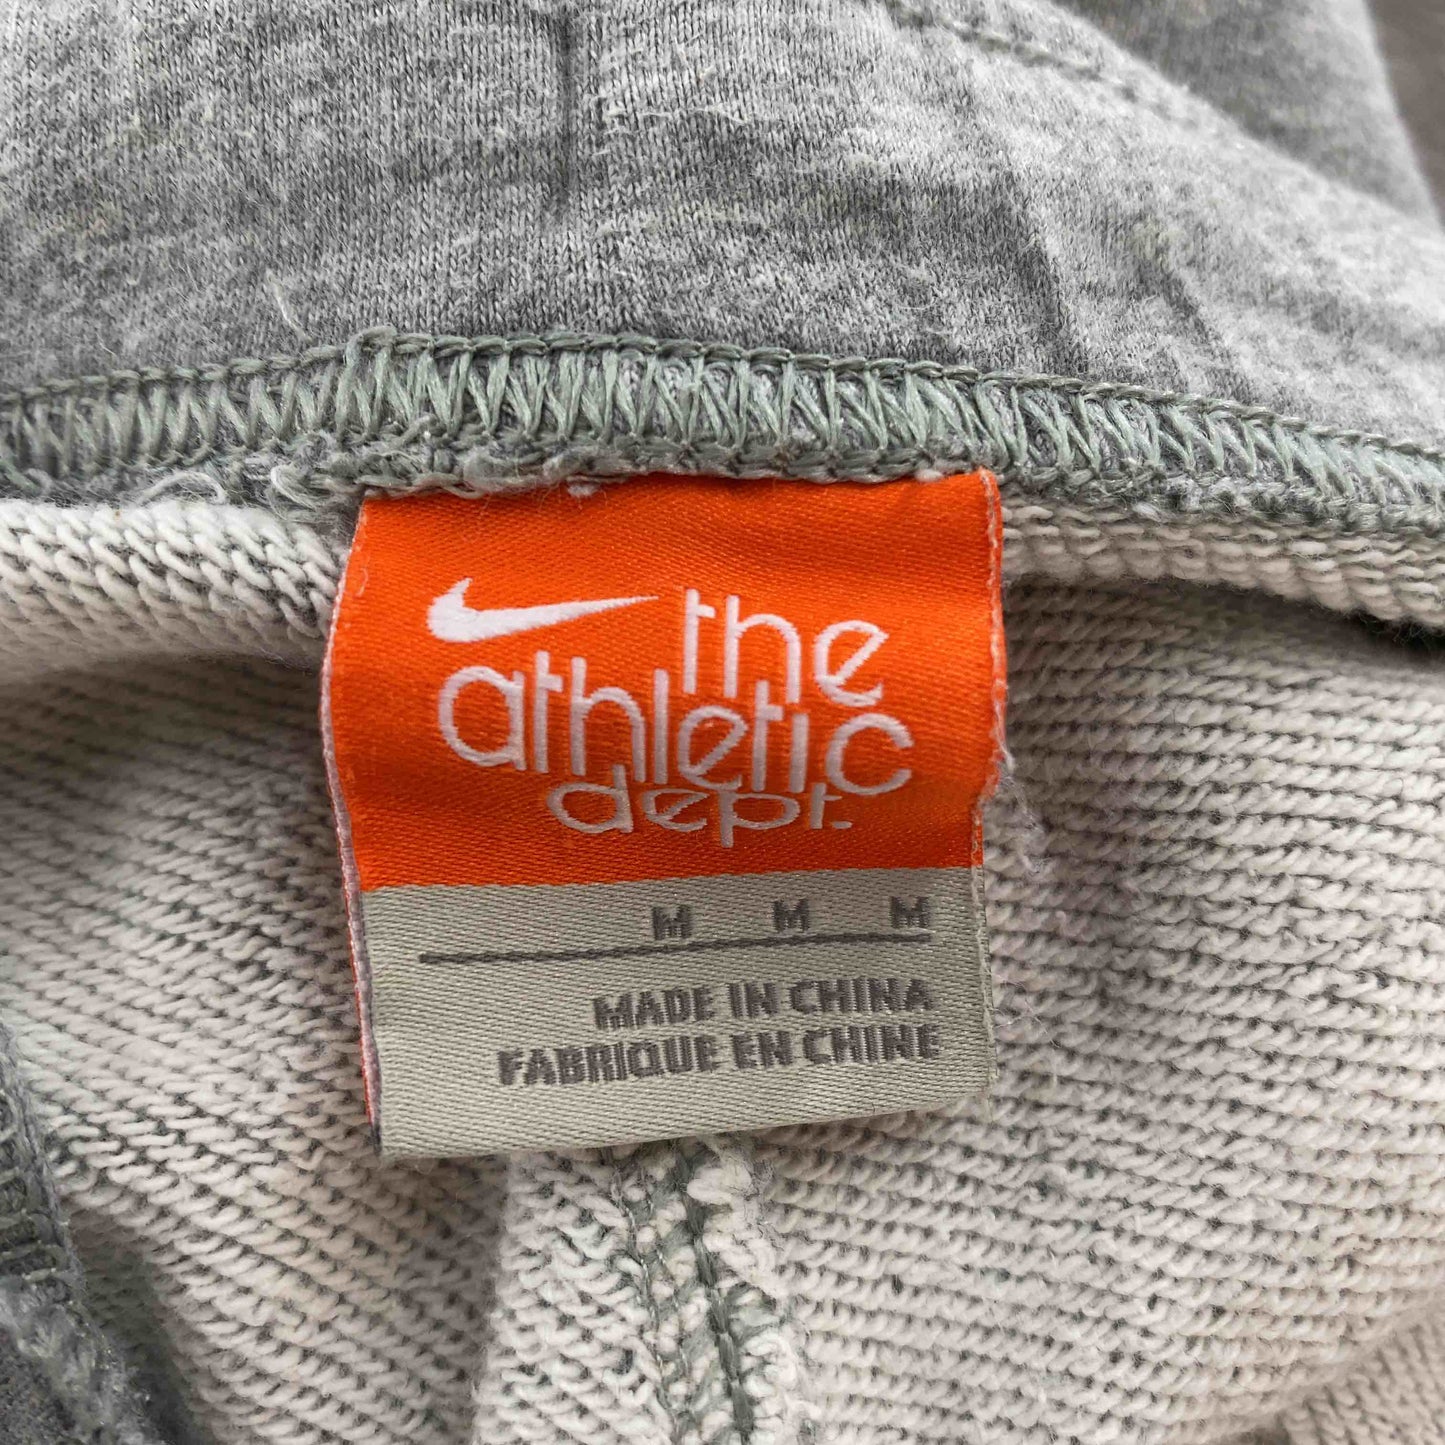 the
athletic
dept.
M M M
MADE IN CHINA
FABRIQUE EN CHINE